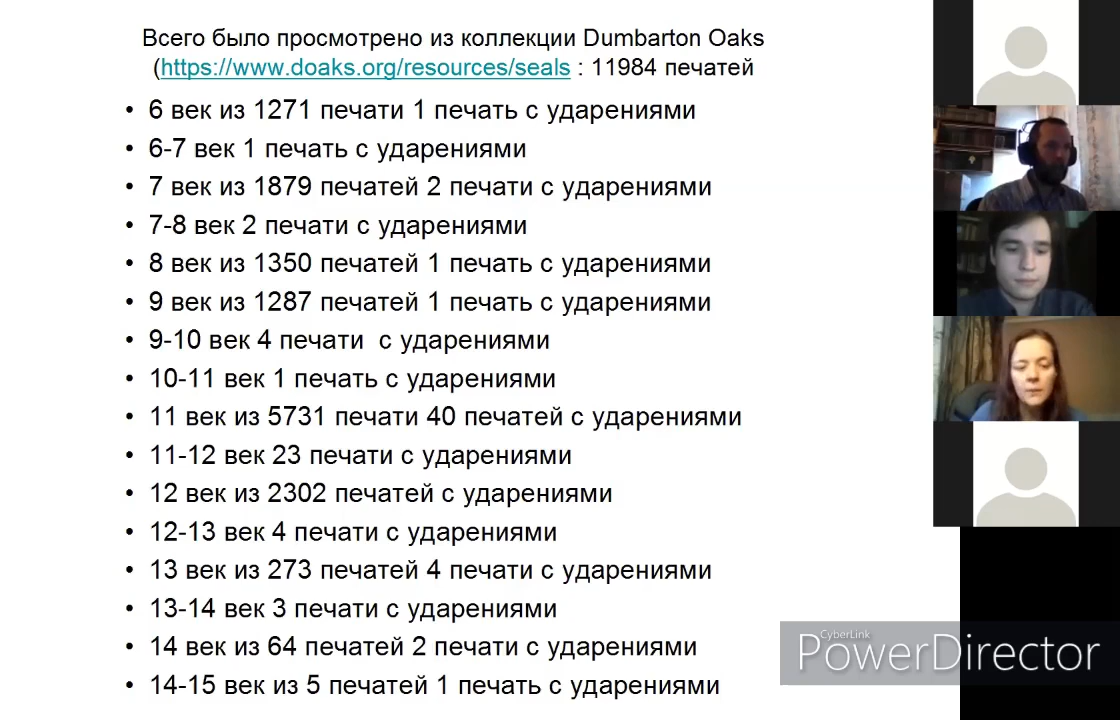 Всего было просмотрено из коллекции Dumbarton Oaks
(https://www.doaks.org/resources/seals : 11984 печатей
• 6 век из 1271 печати 1 печать с ударениями
• 6-7 век 1 печать с ударениями
• 7 век из 1879 печатей 2 печати с ударениями
• 7-8 век 2 печати с ударениями
• 8 век из 1350 печатей 1 печать с ударениями
• 9 век из 1287 печатей 1 печать с ударениями
• 9-10 век 4 печати  с ударениями
• 10-11 век 1 печать с ударениями
• 11 век из 5731 печати 40 печатей с ударениями
• 11-12 век 23 печати с ударениями
• 12 век из 2302 печатей с ударениями
• 12-13 век 4 печати с ударениями
• 13 век из 273 печатей 4 печати с ударениями
• 13-14 век 3 печати с ударениями
• 14 век из 64 печатей 2 печати с ударениями
• 14-15 век из 5 печатей 1 печать с ударениями
CyberLink
PowerDirector